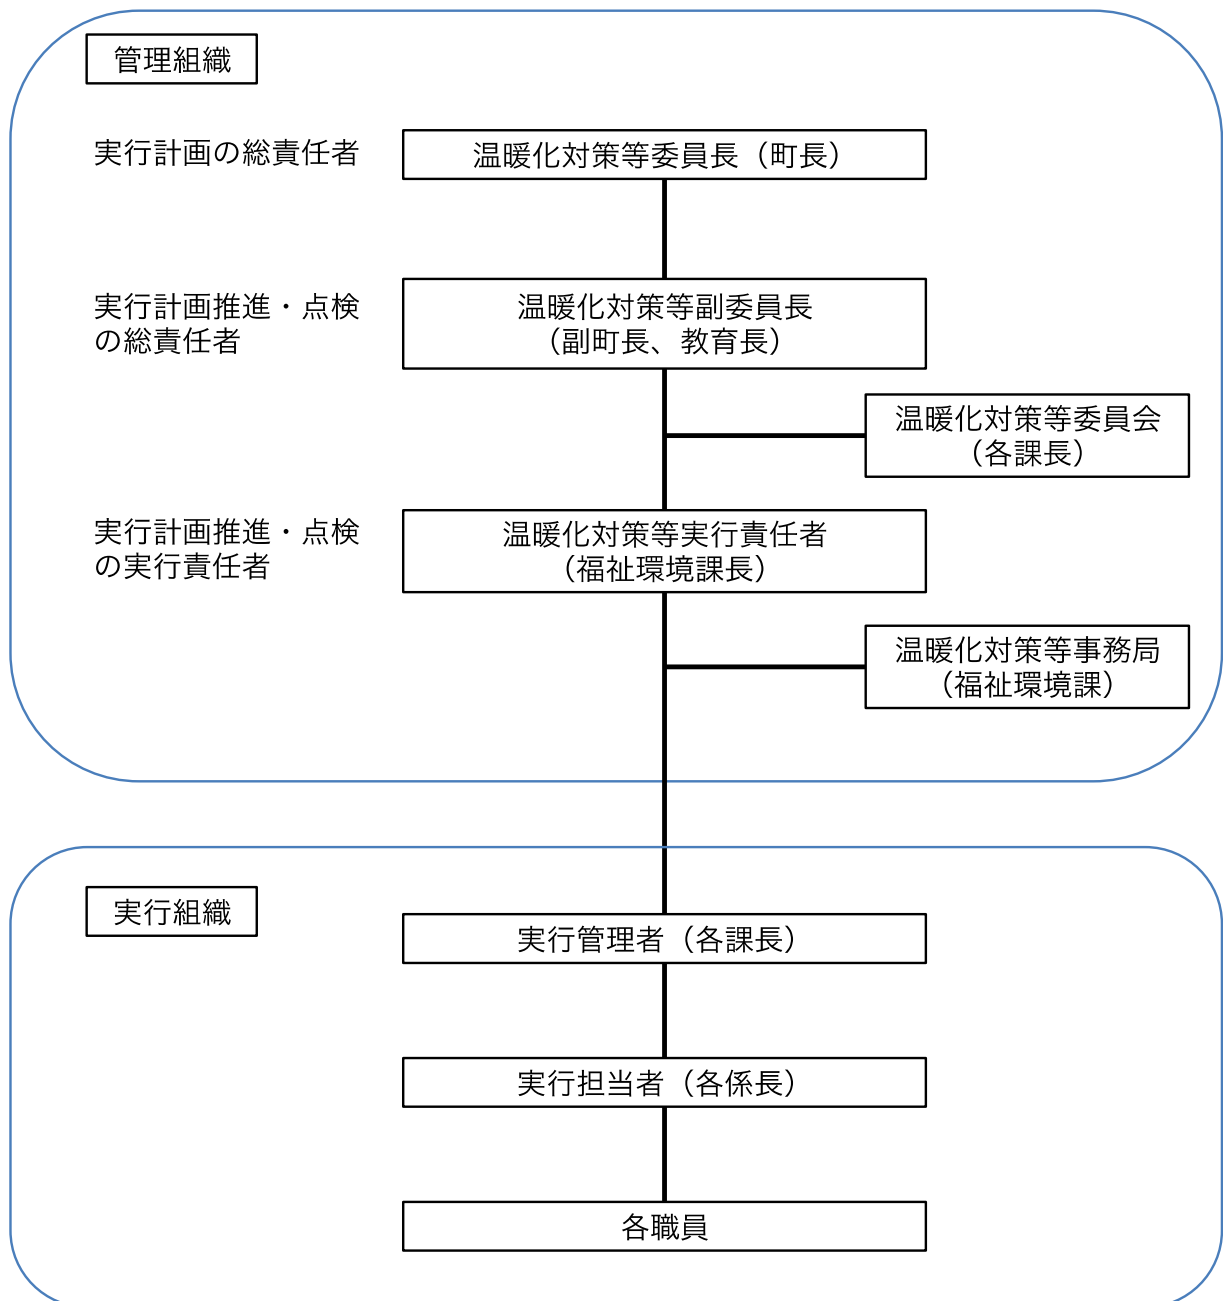 管理組織
実行計画の総責任者
温暖化対策等委員長（町長）
実行計画推進・点検
の総責任者
温暖化対策等副委員長
（副町長、教育長）
温暖化対策等委員会
（各課長）
実行計画推進・点検
の実行責任者
温暖化対策等実行責任者
（福祉環境課長）
温暖化対策等事務局
（福祉環境課）
実行組織
実行管理者（各課長）
実行担当者（各係長）
各職員